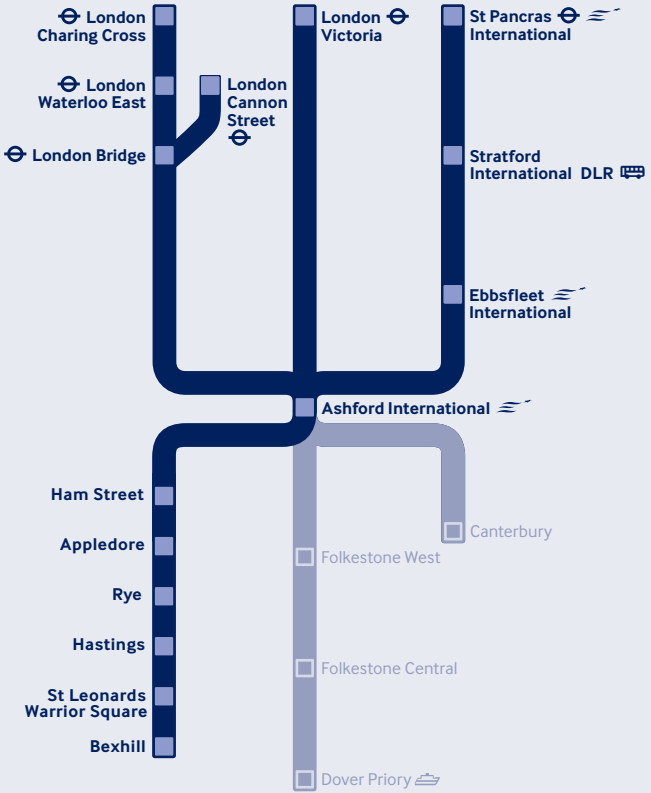 London
Charing Cross
London
Victoria
St Pancras
International
London
Waterloo East
London
Cannon
Street
London Bridge
Stratford
International DLR
Ebbsfleet
International
Ashford International
Ham Street
Canterbury
Appledore
Folkestone West
Rye
Hastings
Folkestone Central
St Leonards
Warrior Square
Bexhill
Dover Priory